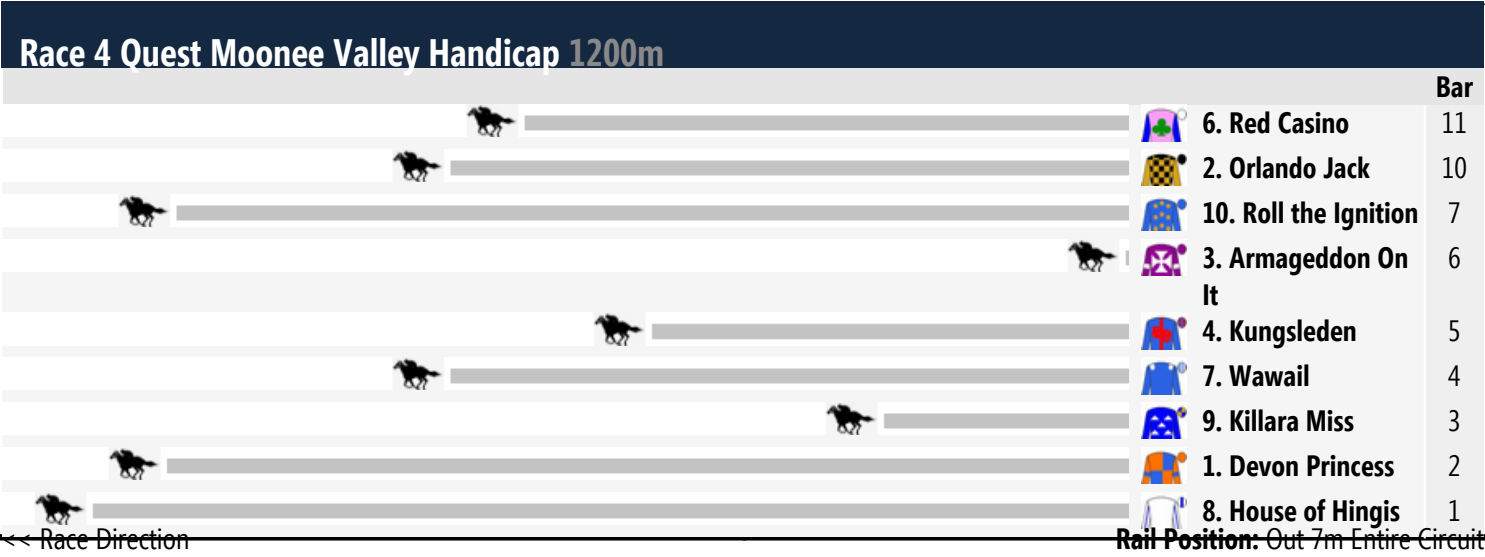 Race 4 Quest Moonee Valley Handicap 1200m
Bar
6. Red Casino 11
2. Orlando Jack 10
10. Roll the Ignition 7
3. Armageddon On 6
It
4. Kungsleden 5
7. Wawail 4
9. Killara Miss 3
1. Devon Princess 2
8. House of Hingis 1
<< Race Direction Rail Position: Out 7m Entire Circuit